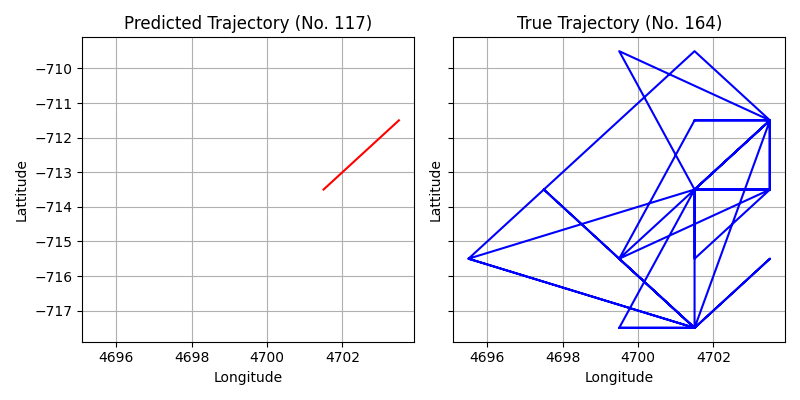 Predicted Trajectory (No. 117)
True Trajectory (No. 164)
−710
−711
−712
−713
−714
−715
−716
−717
Lattitude
4696 4698 4700 4702
Longitude
Lattitude
4696 4698 4700 4702
Longitude